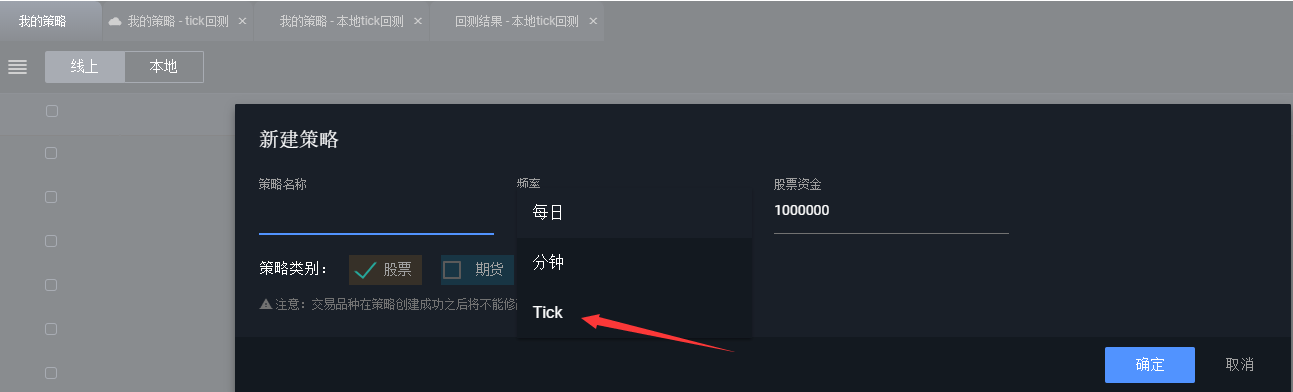 我的策略 我的策略 - tick回测 × 我的策略 - 本地tick回测 × 回测结果 - 本地tick回测 ×
线上 本地
新建策略
策略名称 频率 股票资金
每日 1000000
分钟
策略类别： 股票 期货
注意：交易品种在策略创建成功之后将不能修
Tick
确定 取消